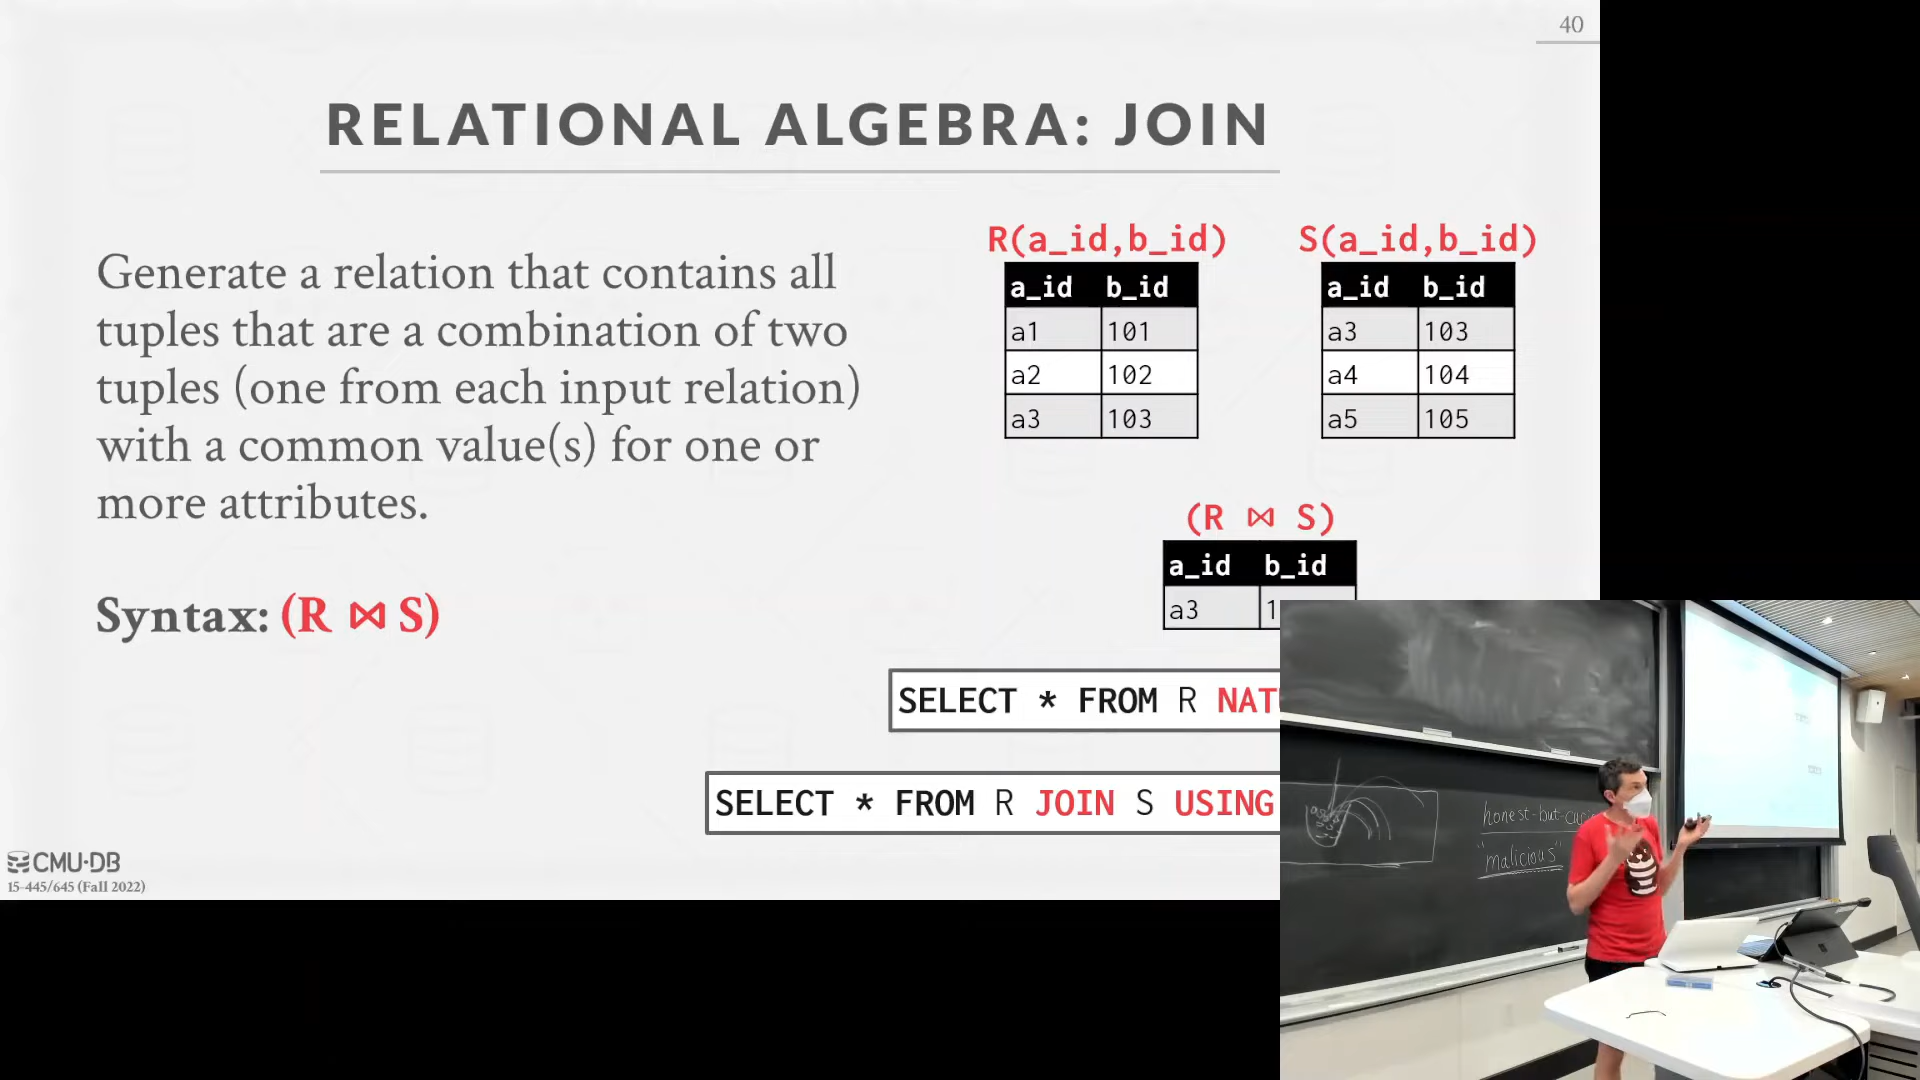 40
RELATIONAL ALGEBRA: JOIN
Generate a relation that contains all
tuples that are a combination of two
tuples (one from each input relation)
with a common value(s) for one or
more attributes.
Syntax: (R ⋈ S)
R(a_id,b_id)
a_id b_id
a1 101
a2 102
a3 103
S(a_id,b_id)
a_id b_id
a3 103
a4 104
a5 105
(R ⋈ S)
a_id b_id
a3 1
SELECT * FROM R NAT
SELECT * FROM R JOIN S USING
CMU·DB
15-445/645 (Fall 2022)
honest-but-cu
"malicious"